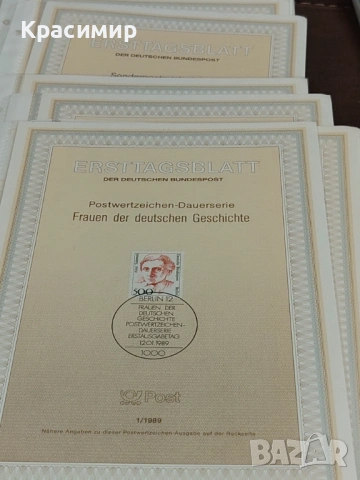 Красимир
ERSTTAGSBLATT
DER DEUTSCHEN BUNDESPOST
ERSTTAGSBLATT
DER DEUTSCHEN BUNDESPOST
Postwertzeichen-Dauerserie
Frauen der deutschen Geschichte
500
BERLIN 12
FRAUEN DER
DEUTSCHEN
GESCHICHTE
POSTWERTZEICHEN-
DAUERSERIE
ERSTAUSGABETAG
12.01.1989
1000
Post
1/1989
Nähere Angaben zu dieser Postwertzeichen-Ausgabe auf der Rückseite
BAZAR